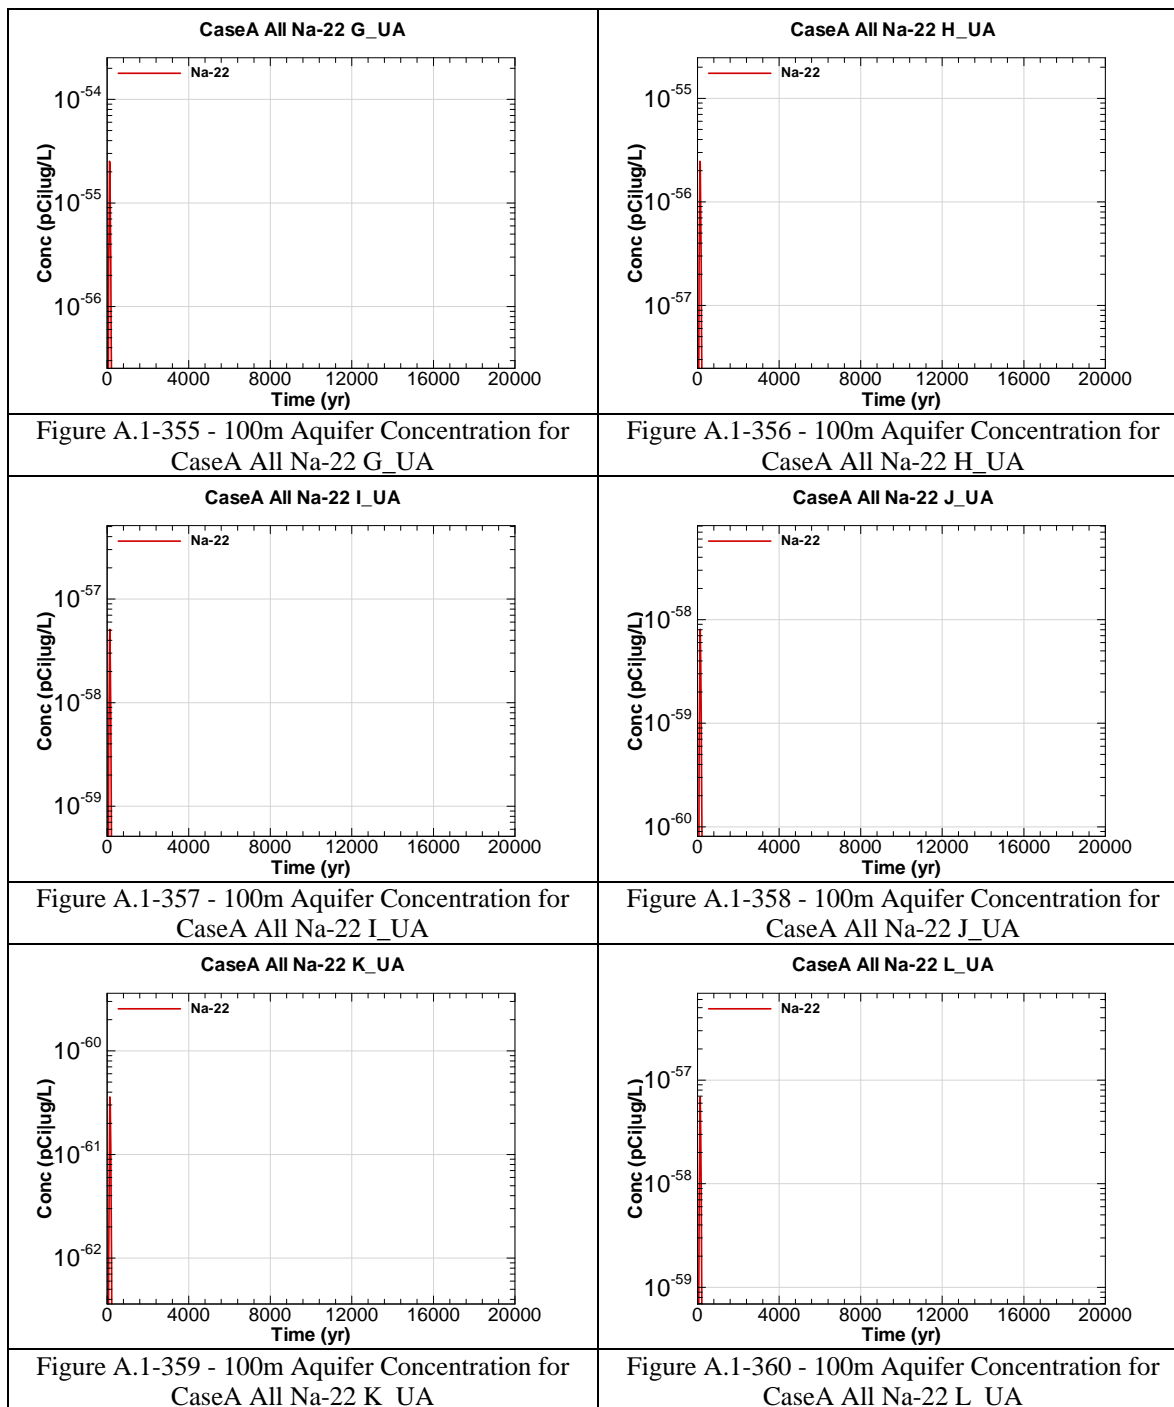 CaseA All Na-22 G_UA
Na-22
10-54
10-55
10-56
Conc (pCi|ug/L)
0 4000 8000 12000 16000 20000
Time (yr)
Figure A.1-355 - 100m Aquifer Concentration for
CaseA All Na-22 G_UA
CaseA All Na-22 H_UA
Na-22
10-55
10-56
10-57
Conc (pCi|ug/L)
0 4000 8000 12000 16000 20000
Time (yr)
Figure A.1-356 - 100m Aquifer Concentration for
CaseA All Na-22 H_UA
CaseA All Na-22 I_UA
Na-22
10-57
10-58
10-59
Conc (pCi|ug/L)
0 4000 8000 12000 16000 20000
Time (yr)
Figure A.1-357 - 100m Aquifer Concentration for
CaseA All Na-22 I_UA
CaseA All Na-22 J_UA
Na-22
10-58
10-59
10-60
Conc (pCi|ug/L)
0 4000 8000 12000 16000 20000
Time (yr)
Figure A.1-358 - 100m Aquifer Concentration for
CaseA All Na-22 J_UA
CaseA All Na-22 K_UA
Na-22
10-60
10-61
10-62
Conc (pCi|ug/L)
0 4000 8000 12000 16000 20000
Time (yr)
Figure A.1-359 - 100m Aquifer Concentration for
CaseA All Na-22 K_UA
CaseA All Na-22 L_UA
Na-22
10-57
10-58
10-59
Conc (pCi|ug/L)
0 4000 8000 12000 16000 20000
Time (yr)
Figure A.1-360 - 100m Aquifer Concentration for
CaseA All Na-22 L_UA